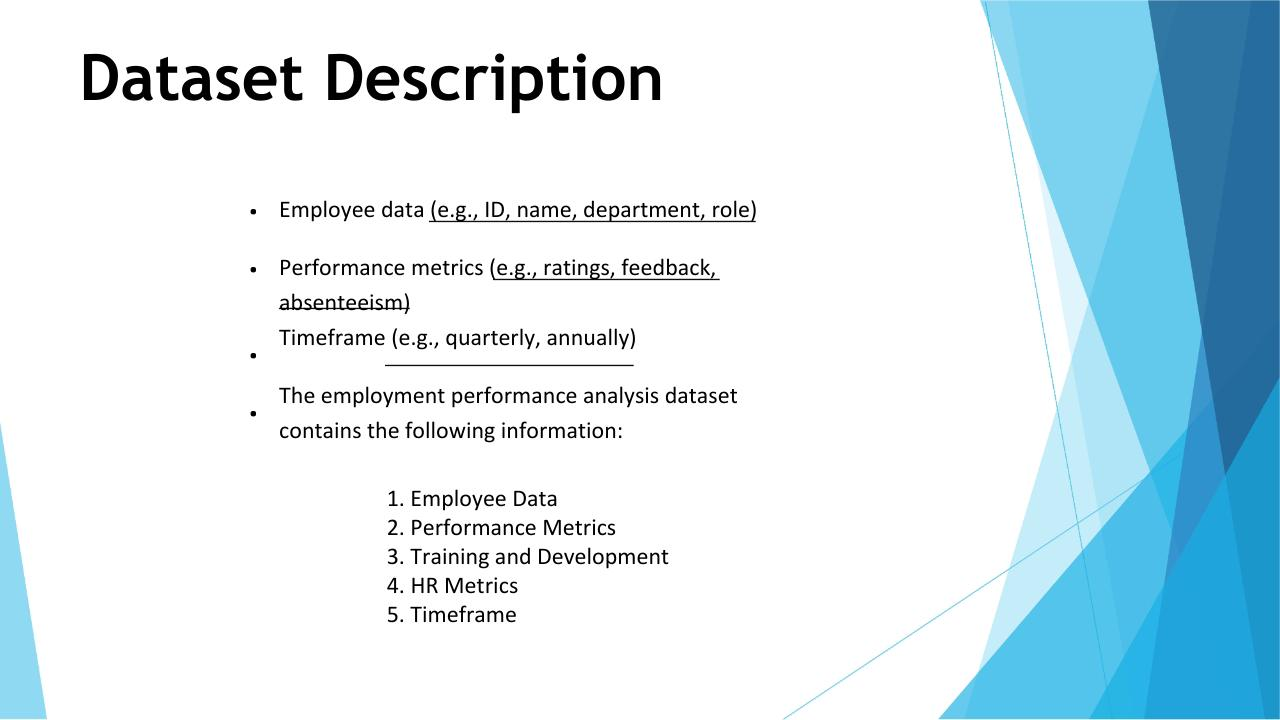 Dataset Description
• Employee data (e.g., ID, name, department, role)
• Performance metrics (e.g., ratings, feedback,
absenteeism)
• Timeframe (e.g., quarterly, annually)
• The employment performance analysis dataset
contains the following information:
1. Employee Data
2. Performance Metrics
3. Training and Development
4. HR Metrics
5. Timeframe